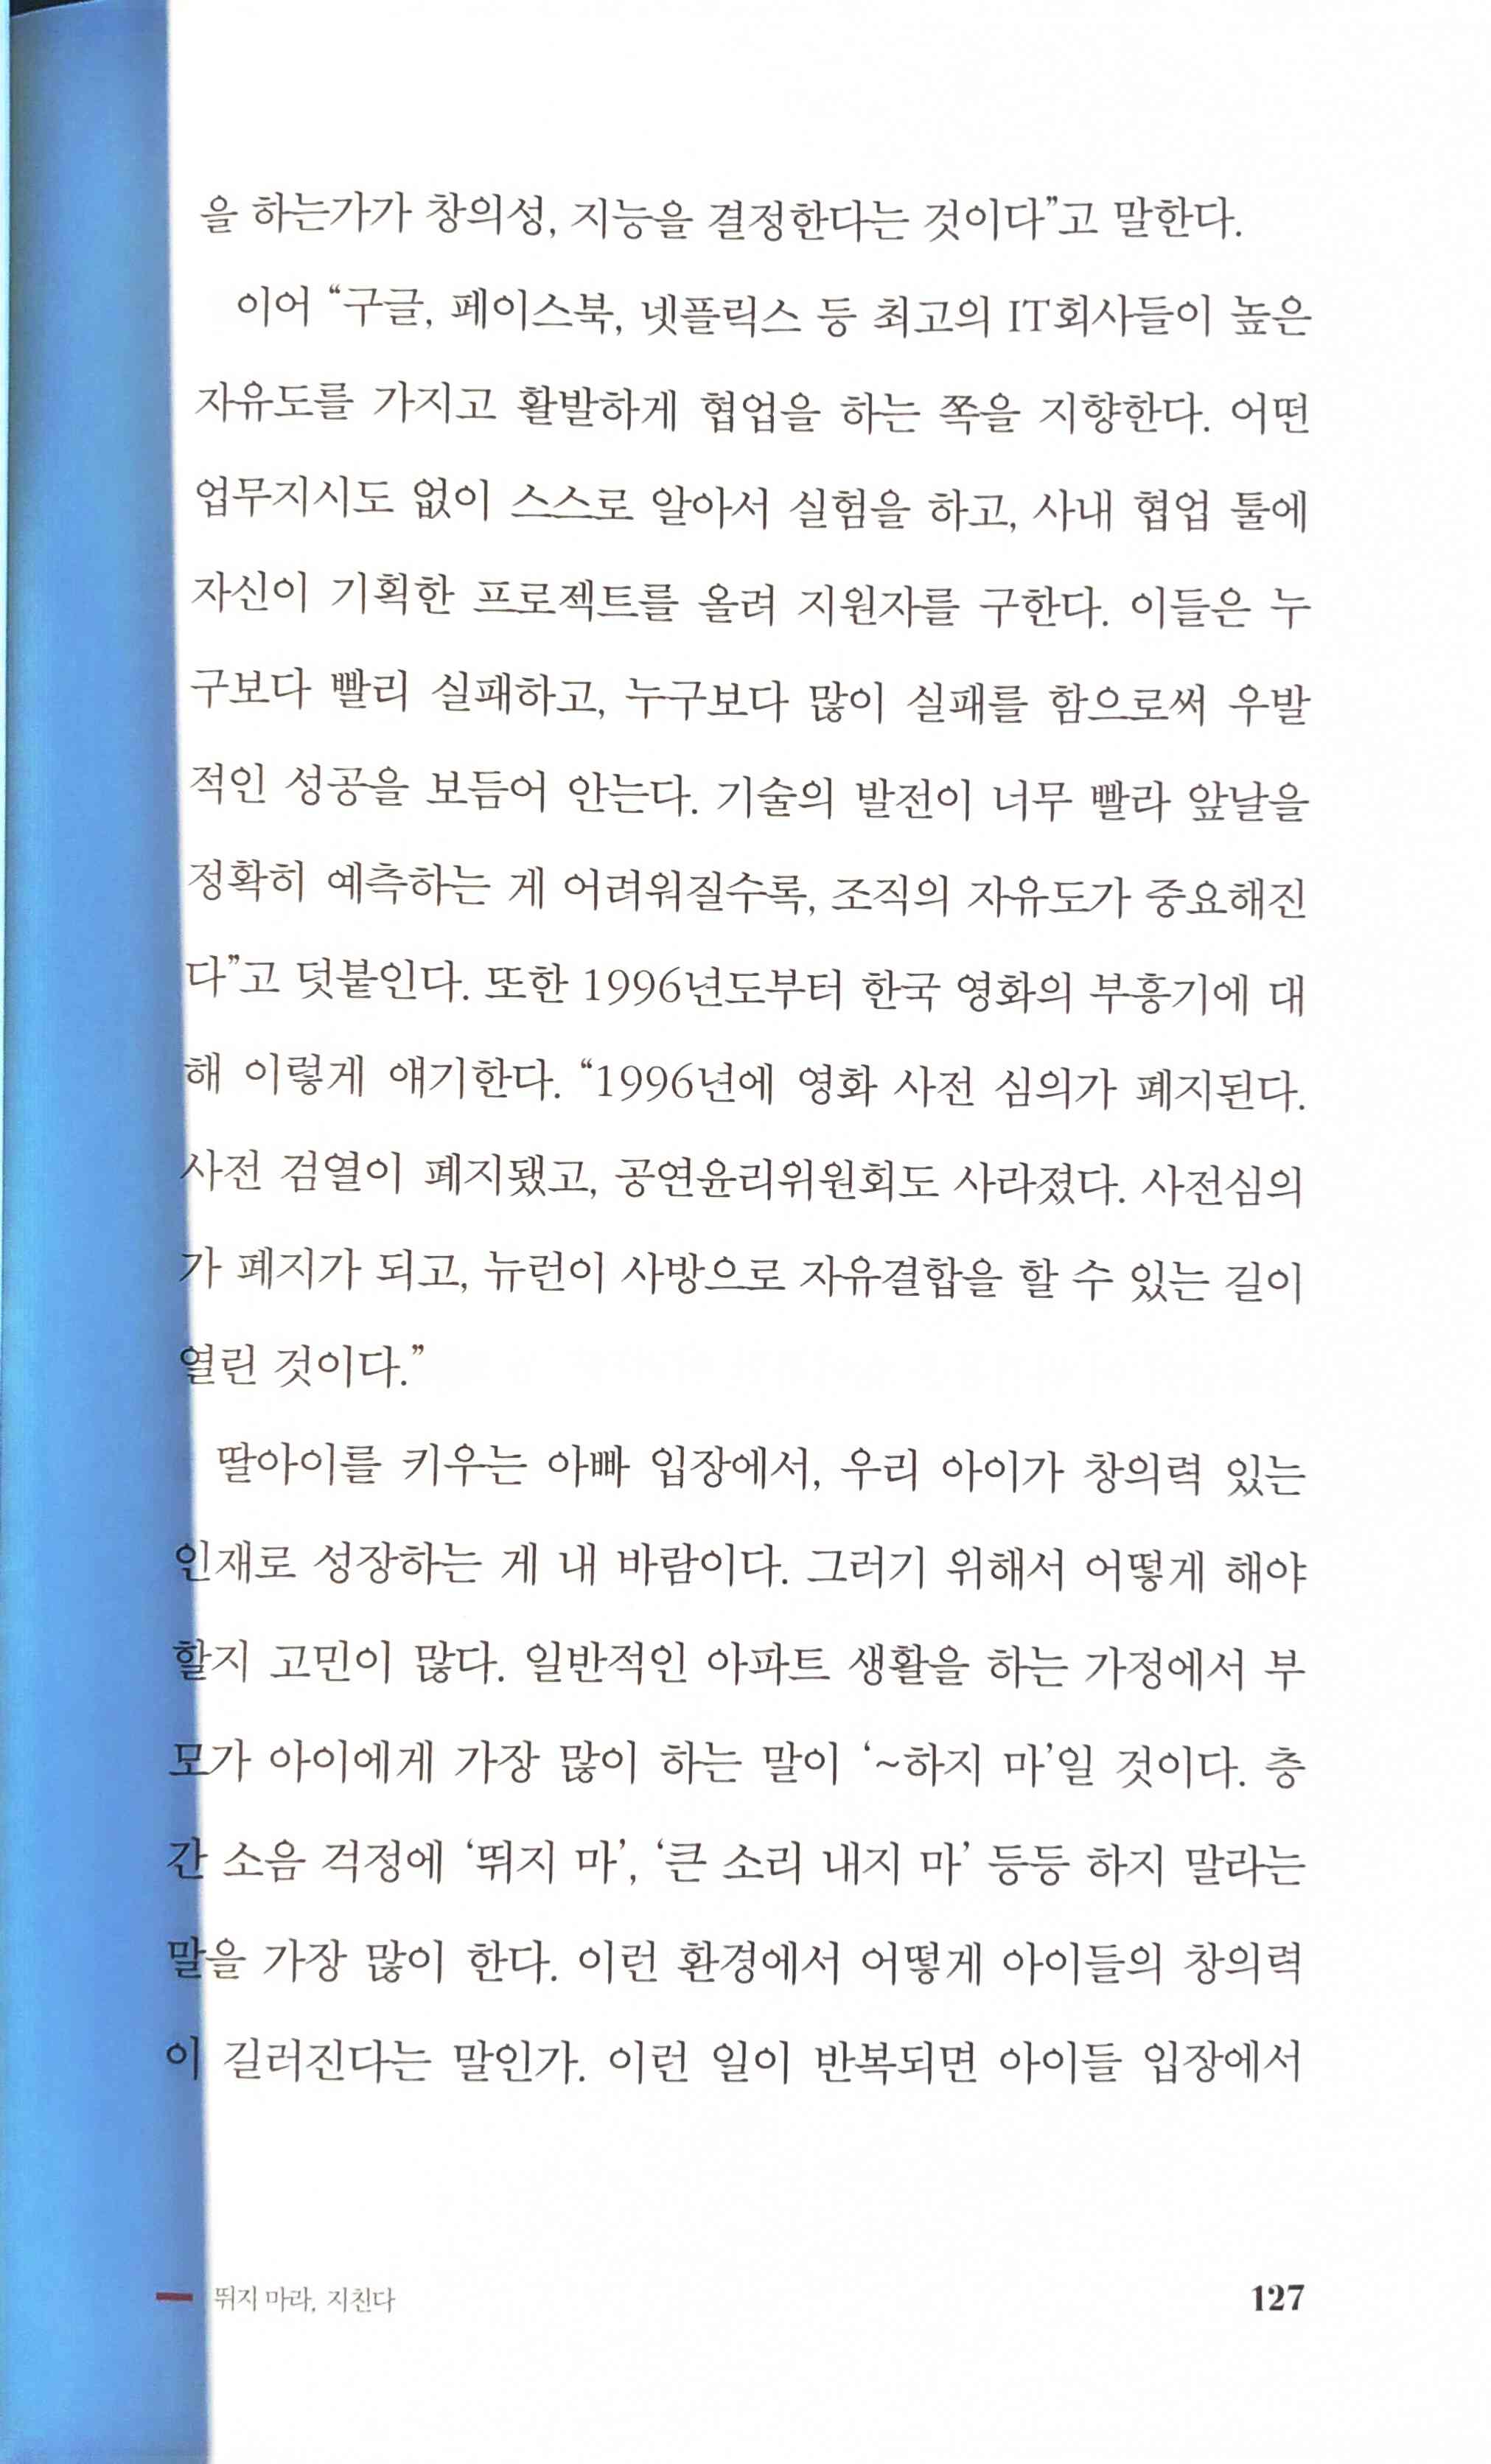 을 하는가가 창의성, 지능을 결정한다는 것이다”고 말한다.
이어 “구글, 페이스북, 넷플릭스 등 최고의 IT회사들이 높은
자유도를 가지고 활발하게 협업을 하는 쪽을 지향한다. 어떤
업무지시도 없이 스스로 알아서 실험을 하고, 사내 협업 툴에
자신이 기획한 프로젝트를 올려 지원자를 구한다. 이들은 누
구보다 빨리 실패하고, 누구보다 많이 실패를 함으로써 우발
적인 성공을 보듬어 안는다. 기술의 발전이 너무 빨라 앞날을
정확히 예측하는 게 어려워질수록, 조직의 자유도가 중요해진
다”고 덧붙인다. 또한 1996년도부터 한국 영화의 부흥기에 대
해 이렇게 얘기한다. “1996년에 영화 사전 심의가 폐지된다.
사전 검열이 폐지됐고, 공연윤리위원회도 사라졌다. 사전심의
가 폐지가 되고, 뉴런이 사방으로 자유결합을 할 수 있는 길이
열린 것이다.”
딸아이를 키우는 아빠 입장에서, 우리 아이가 창의력 있는
인재로 성장하는 게 내 바람이다. 그러기 위해서 어떻게 해야
할지 고민이 많다. 일반적인 아파트 생활을 하는 가정에서 부
모가 아이에게 가장 많이 하는 말이 ‘~하지 마’일 것이다. 층
간 소음 걱정에 ‘뛰지 마’, ‘큰 소리 내지 마’ 등등 하지 말라는
말을 가장 많이 한다. 이런 환경에서 어떻게 아이들의 창의력
이 길러진다는 말인가. 이런 일이 반복되면 아이들 입장에서
뛰지 마라, 지친다
127